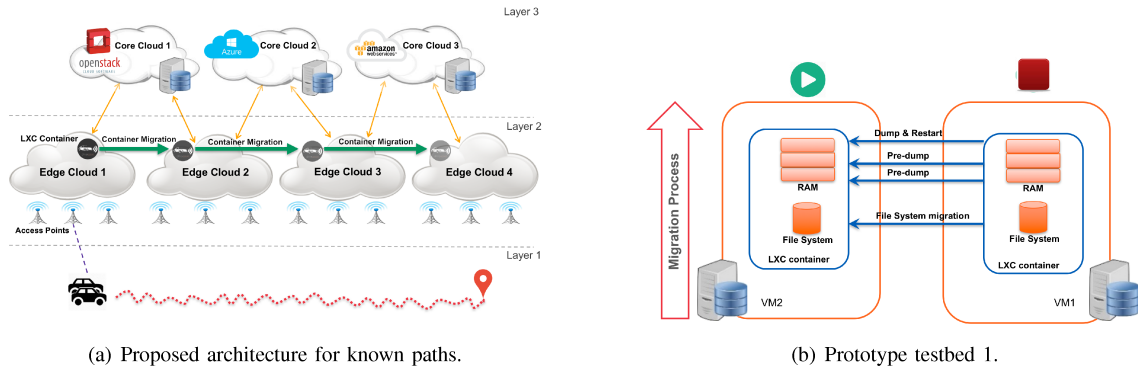 Layer 3
Core Cloud 1
openstack
CLOUD SOFTWARE
Azure
Core Cloud 2
amazon
webservices™
Core Cloud 3
Layer 2
LXC Container
Container Migration
Container Migration
Container Migration
Edge Cloud 1
Edge Cloud 2
Edge Cloud 3
Edge Cloud 4
Access Points
Layer 1
(a) Proposed architecture for known paths.
Migration Process
Dump & Restart
Pre-dump
Pre-dump
RAM
RAM
File System migration
File System
File System
LXC container
LXC container
VM2
VM1
(b) Prototype testbed 1.